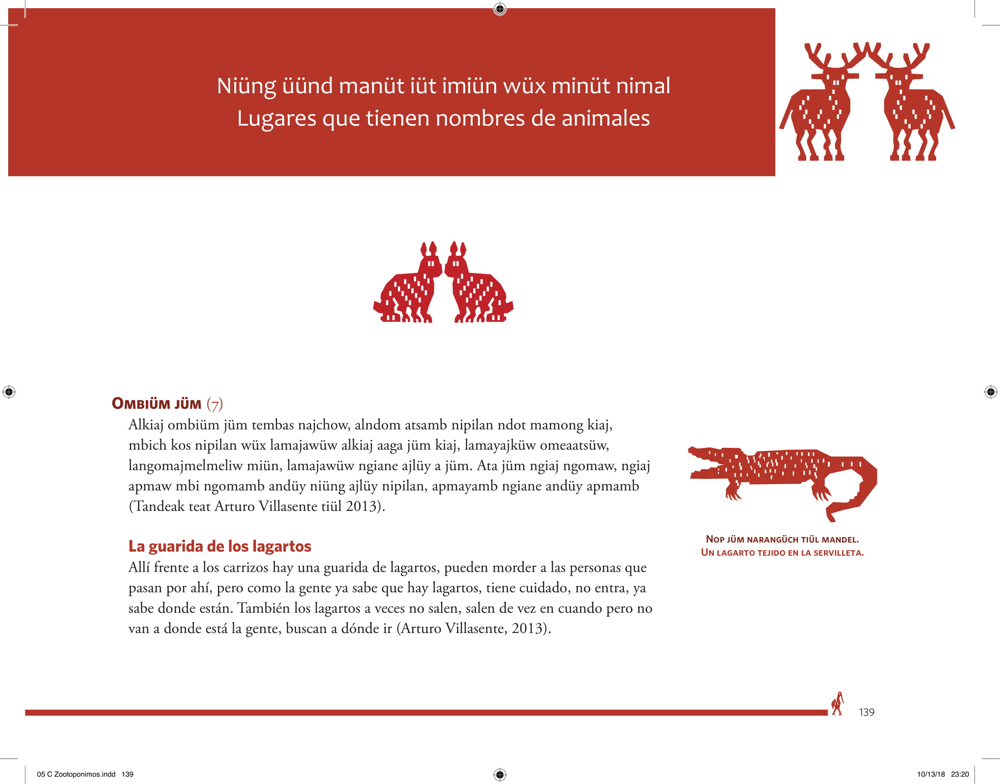 Niüng üünd manüt iüt imiün wüx minüt nimal
Lugares que tienen nombres de animales
Ombiüm jüm (7)
Alkiaj ombiüm jüm tembas najchow, alndom atsamb nipilan ndot mamong kiaj,
mbich kos nipilan wüx lamajawüw alkiaj aaga jüm kiaj, lamayajküw omeaatsüw,
langomajmelmeliw miün, lamajawüw ngiane ajlüy a jüm. Ata jüm ngiaj ngomaw, ngiaj
apmaw mbi ngomamb andüy niüng ajlüy nipilan, apmayamb ngiane andüy apmamb
(Tandeak teat Arturo Villasente tiül 2013).
La guarida de los lagartos
Allí frente a los carrizos hay una guarida de lagartos, pueden morder a las personas que
pasan por ahí, pero como la gente ya sabe que hay lagartos, tiene cuidado, no entra, ya
sabe donde están. También los lagartos a veces no salen, salen de vez en cuando pero no
van a donde está la gente, buscan a dónde ir (Arturo Villasente, 2013).
Nop jüm narangüch tiül mandel.
Un lagarto tejido en la servilleta.
139
05 C Zootoponimos.indd 139
10/13/18 23:20